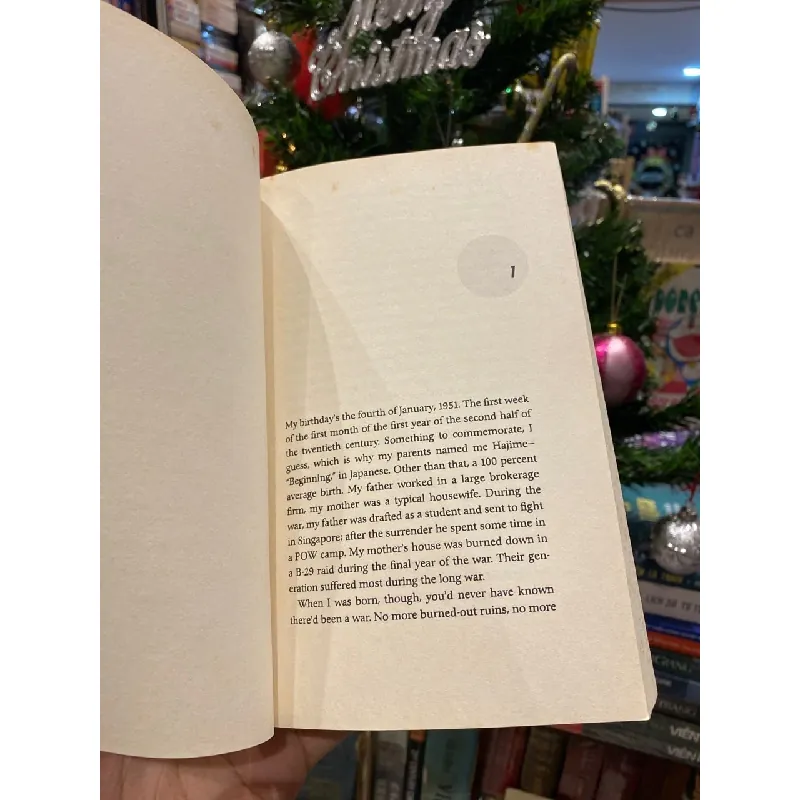 Merry
Christmas
1
My birthday's the fourth of January, 1951. The first week
of the first month of the first year of the second half of
the twentieth century. Something to commemorate, I
guess, which is why my parents named me Hajime—
"Beginning," in Japanese. Other than that, a 100 percent
average birth. My father worked in a large brokerage
firm, my mother was a typical housewife. During the
war, my father was drafted as a student and sent to fight
in Singapore; after the surrender he spent some time in
a POW camp. My mother's house was burned down in
a B-29 raid during the final year of the war. Their gen-
eration suffered most during the long war.
When I was born, though, you'd never have known
there'd been a war. No more burned-out ruins, no more
VIÊN